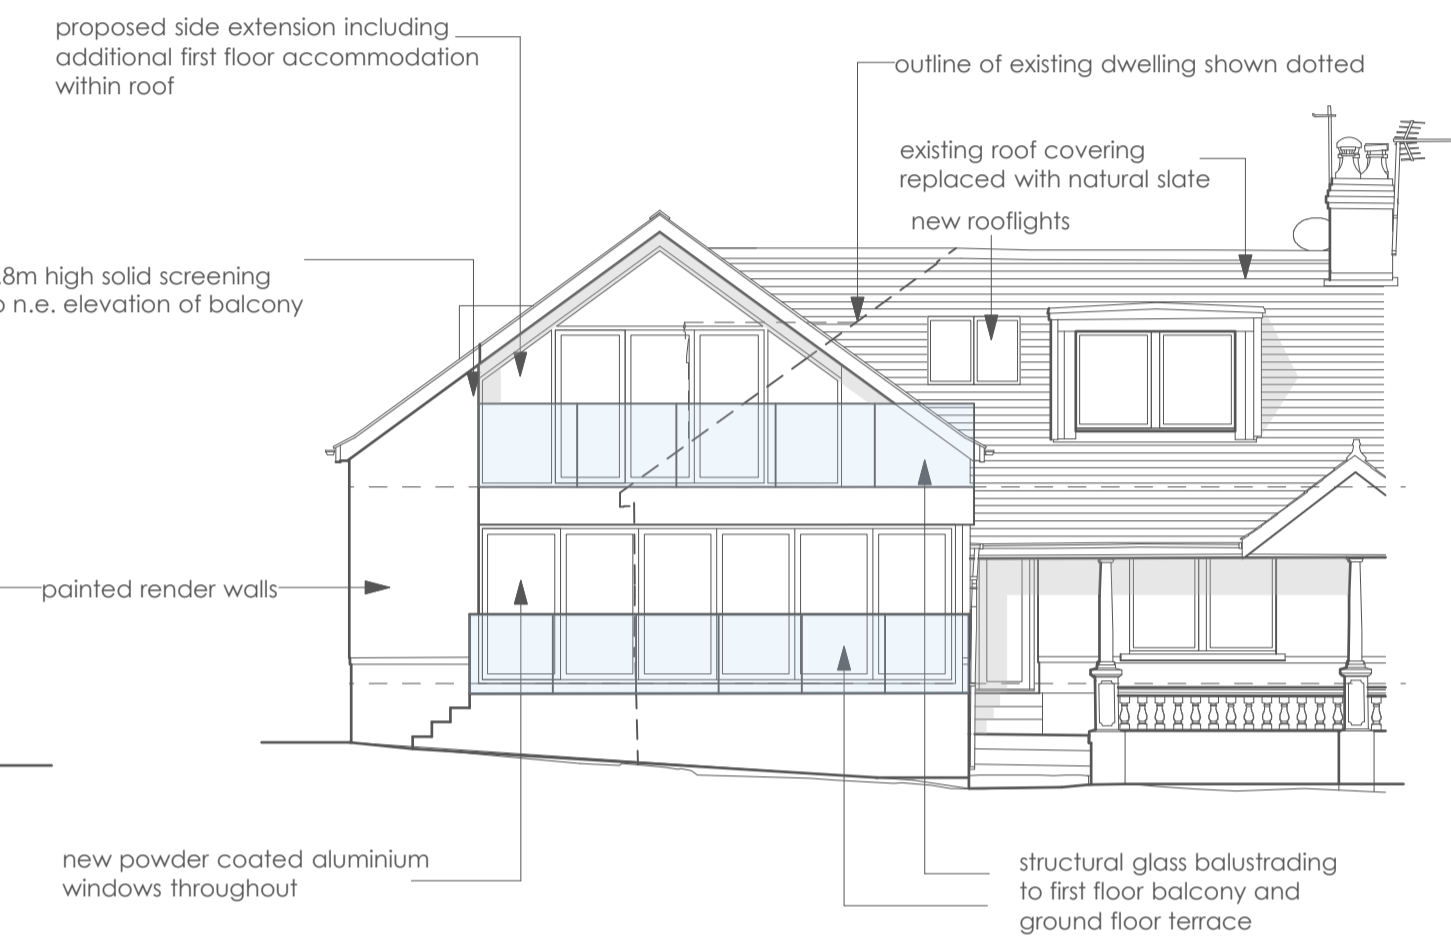 proposed side extension including
additional first floor accommodation
within roof
outline of existing dwelling shown dotted
existing roof covering
replaced with natural slate
new rooflights
.8m high solid screening
n.e. elevation of balcony
painted render walls
new powder coated aluminium
windows throughout
structural glass balustrading
to first floor balcony and
ground floor terrace